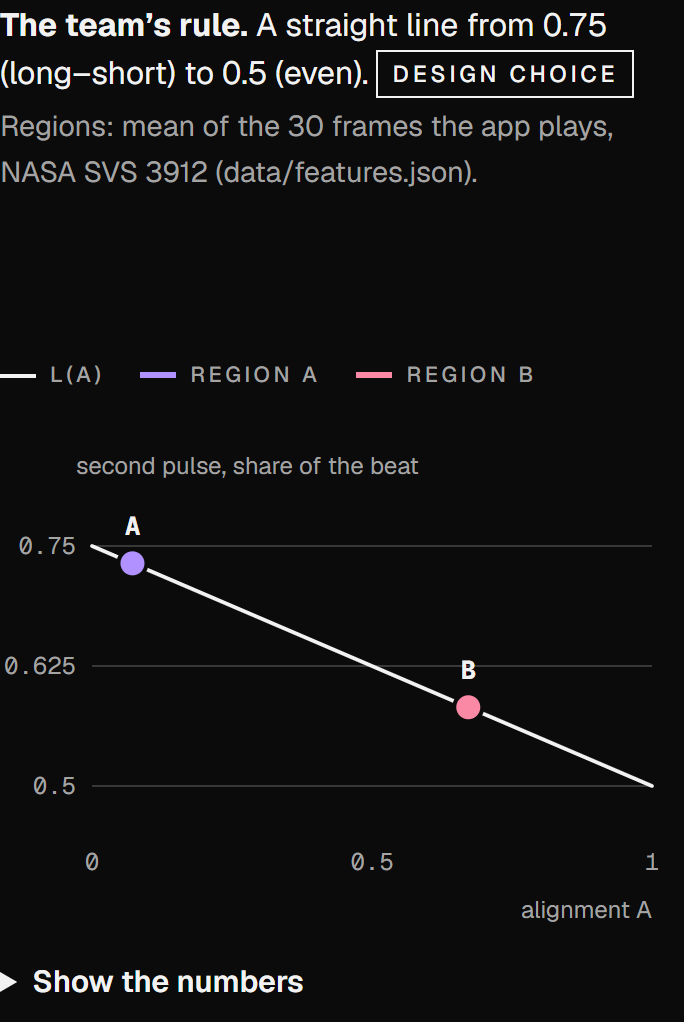 The team’s rule. A straight line from 0.75
(long–short) to 0.5 (even). DESIGN CHOICE
Regions: mean of the 30 frames the app plays,
NASA SVS 3912 (data/features.json).
L(A) REGION A REGION B
second pulse, share of the beat
A
0.75
0.625
B
0.5
0 0.5 1
alignment A
Show the numbers